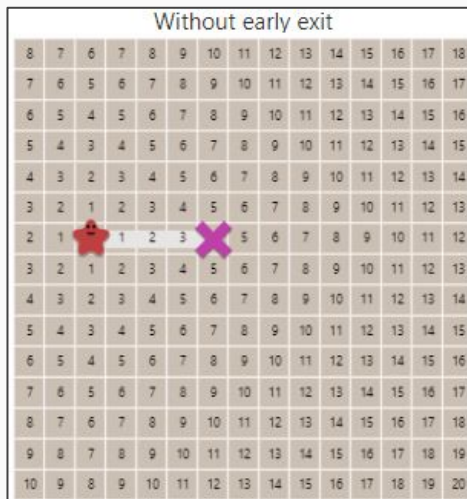 Without early exit
8 7 6 7 8 9 10 11 12 13 14 15 16 17 18
7 6 5 6 7 8 9 10 11 12 13 14 15 16 17
6 5 4 5 6 7 8 9 10 11 12 13 14 15 16
5 4 3 4 5 6 7 8 9 10 11 12 13 14 15
4 3 2 3 4 5 6 7 8 9 10 11 12 13 14
3 2 1 2 3 4 5 6 7 8 9 10 11 12 13
2 1 1 2 3 5 6 7 8 9 10 11 12
3 2 1 2 3 4 5 6 7 8 9 10 11 12 13
4 3 2 3 4 5 6 7 8 9 10 11 12 13 14
5 4 3 4 5 6 7 8 9 10 11 12 13 14 15
6 5 4 5 6 7 8 9 10 11 12 13 14 15 16
7 6 5 6 7 8 9 10 11 12 13 14 15 16 17
8 7 6 7 8 9 10 11 12 13 14 15 16 17 18
9 8 7 8 9 10 11 12 13 14 15 16 17 18 19
10 9 8 9 10 11 12 13 14 15 16 17 18 19 20